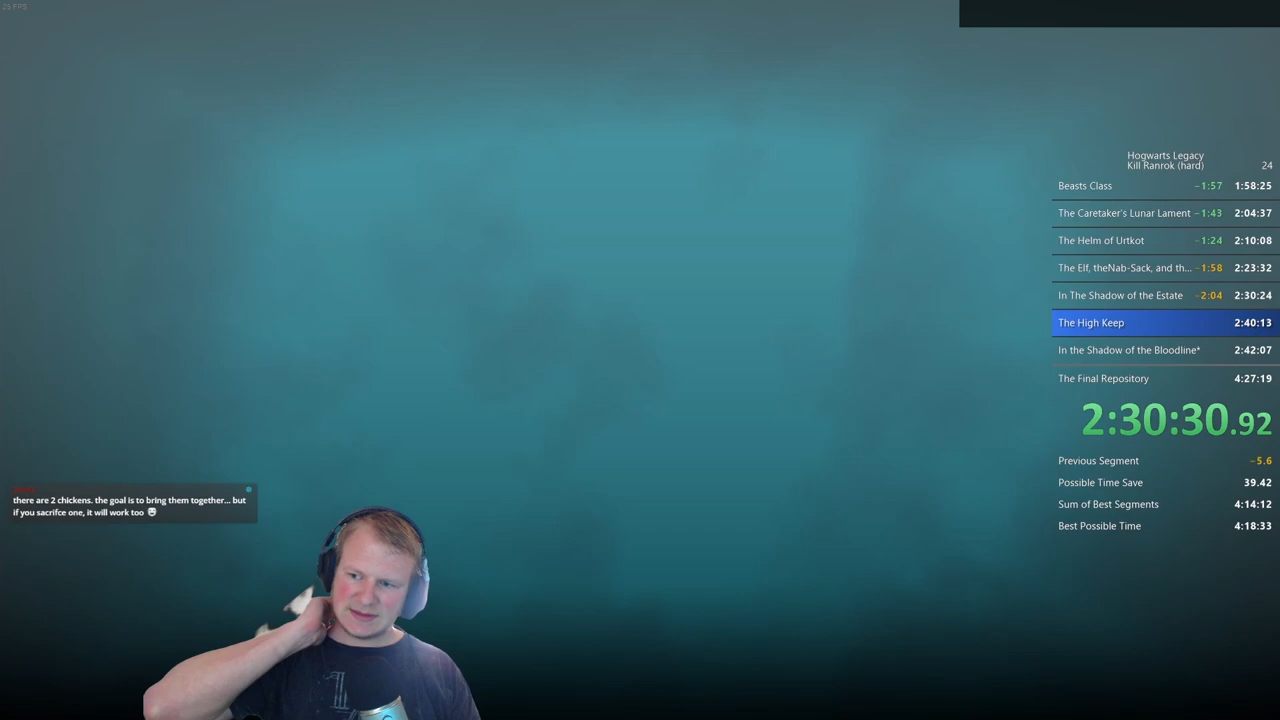 25 FPS
Hogwarts Legacy
Kill Ranrok (hard) 24
Beasts Class −1:57 1:58:25
The Caretaker's Lunar Lament −1:43 2:04:37
The Helm of Urtkot −1:24 2:10:08
The Elf, theNab-Sack, and th... −1:58 2:23:32
In The Shadow of the Estate −2:04 2:30:24
The High Keep 2:40:13
In the Shadow of the Bloodline* 2:42:07
The Final Repository 4:27:19
2:30:30.92
Previous Segment −5.6
Possible Time Save 39.42
Sum of Best Segments 4:14:12
Best Possible Time 4:18:33
there are 2 chickens. the goal is to bring them together... but
if you sacrifce one, it will work too